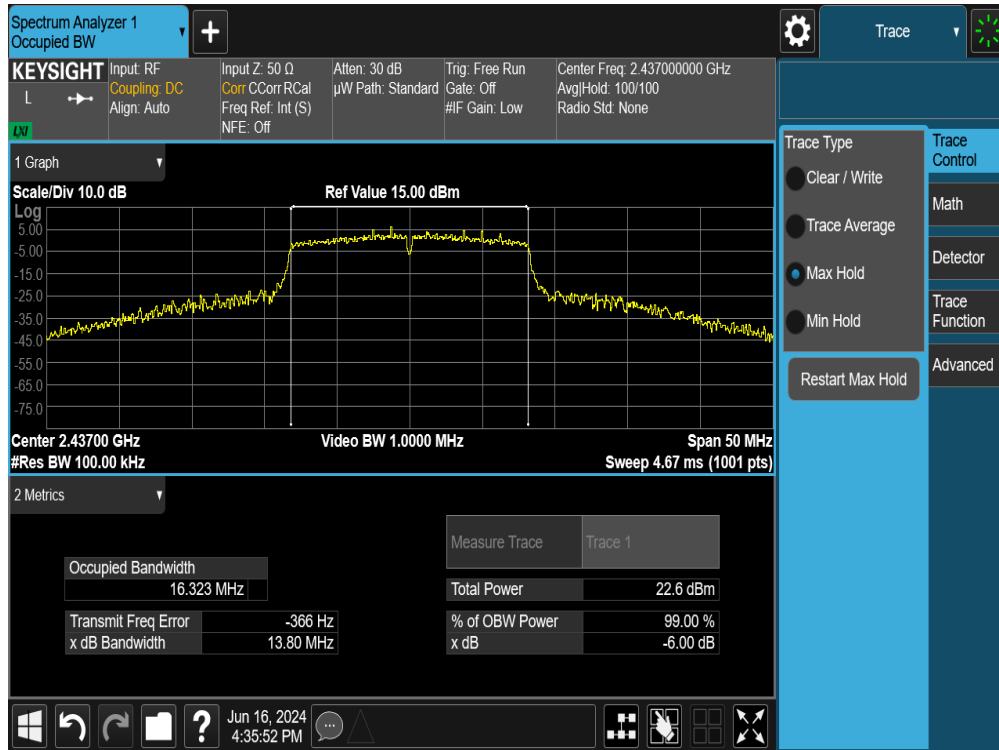 Spectrum Analyzer 1
Occupied BW
+
Trace
KEYSIGHT
L
LXI
Input: RF
Coupling: DC
Align: Auto
Input Z: 50 Ω
Corr CCorr RCal
Freq Ref: Int (S)
NFE: Off
Atten: 30 dB
µW Path: Standard
Trig: Free Run
Gate: Off
#IF Gain: Low
Center Freq: 2.437000000 GHz
Avg|Hold: 100/100
Radio Std: None
1 Graph
Scale/Div 10.0 dB
Ref Value 15.00 dBm
Log
5.00
-5.00
-15.0
-25.0
-35.0
-45.0
-55.0
-65.0
-75.0
Center 2.43700 GHz
Video BW 1.0000 MHz
Span 50 MHz
#Res BW 100.00 kHz
Sweep 4.67 ms (1001 pts)
2 Metrics
Measure Trace
Trace 1
Occupied Bandwidth
16.323 MHz
Total Power
22.6 dBm
Transmit Freq Error
-366 Hz
% of OBW Power
99.00 %
x dB Bandwidth
13.80 MHz
x dB
-6.00 dB
Trace Type
Clear / Write
Trace Average
Max Hold
Min Hold
Restart Max Hold
Trace
Control
Math
Detector
Trace
Function
Advanced
?
Jun 16, 2024
4:35:52 PM